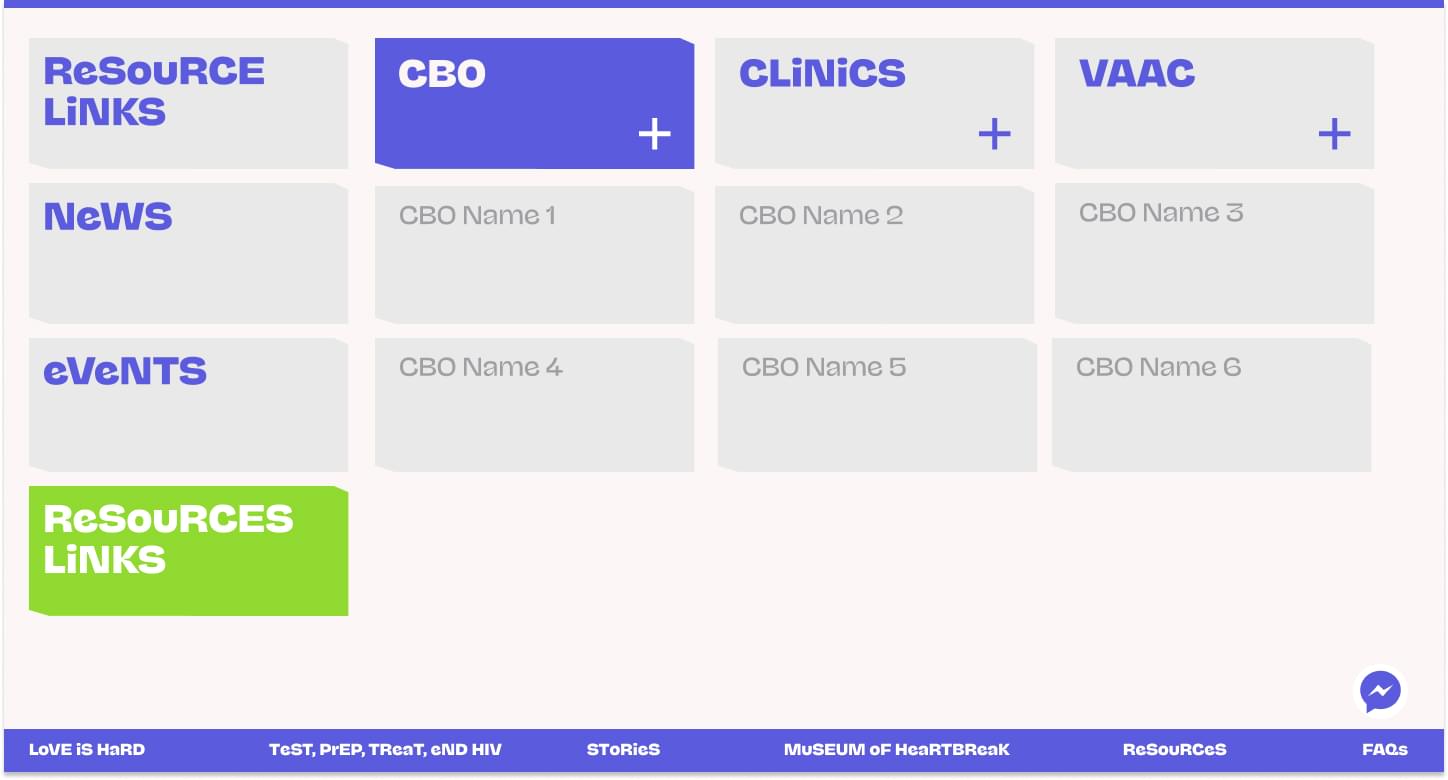 ReSouRCE
LiNKS
CBO
CLiNiCS
VAAC
NeWS
CBO Name 1
CBO Name 2
CBO Name 3
eVeNTS
CBO Name 4
CBO Name 5
CBO Name 6
ReSouRCES
LiNKS
LoVE iS HaRD
TeST, PrEP, TReaT, eND HIV
SToRieS
MuSEUM oF HeaRTBReaK
ReSouRCeS
FAQs